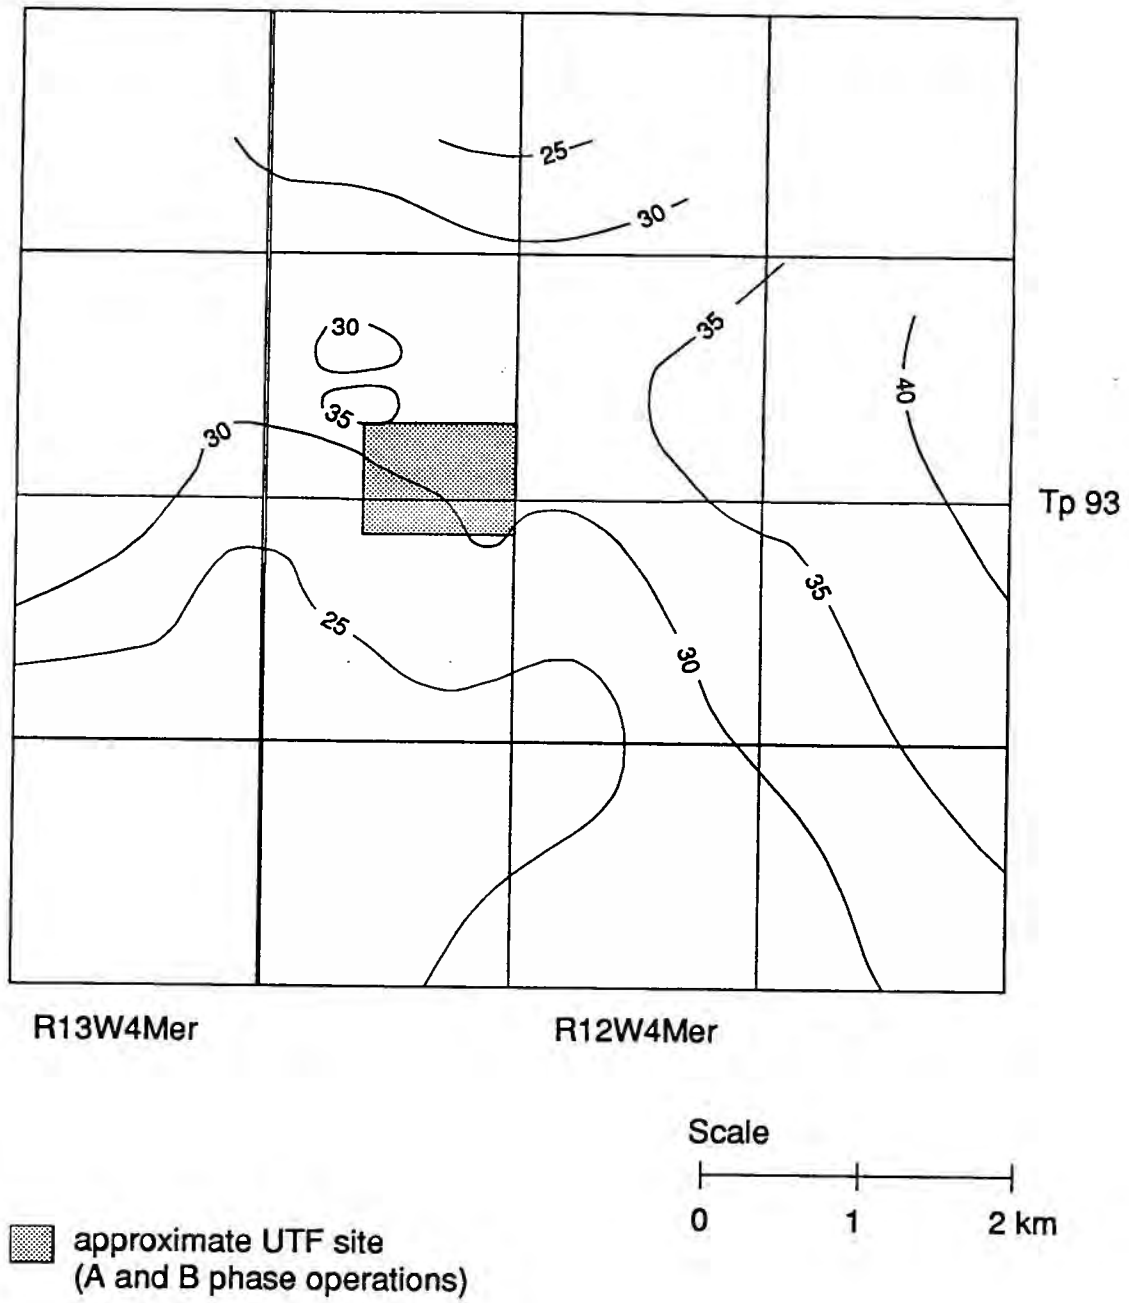 25
30
30
35
35
40
30
Tp 93
35
25
30
R13W4Mer
R12W4Mer
Scale
0 1 2 km
approximate UTF site
(A and B phase operations)